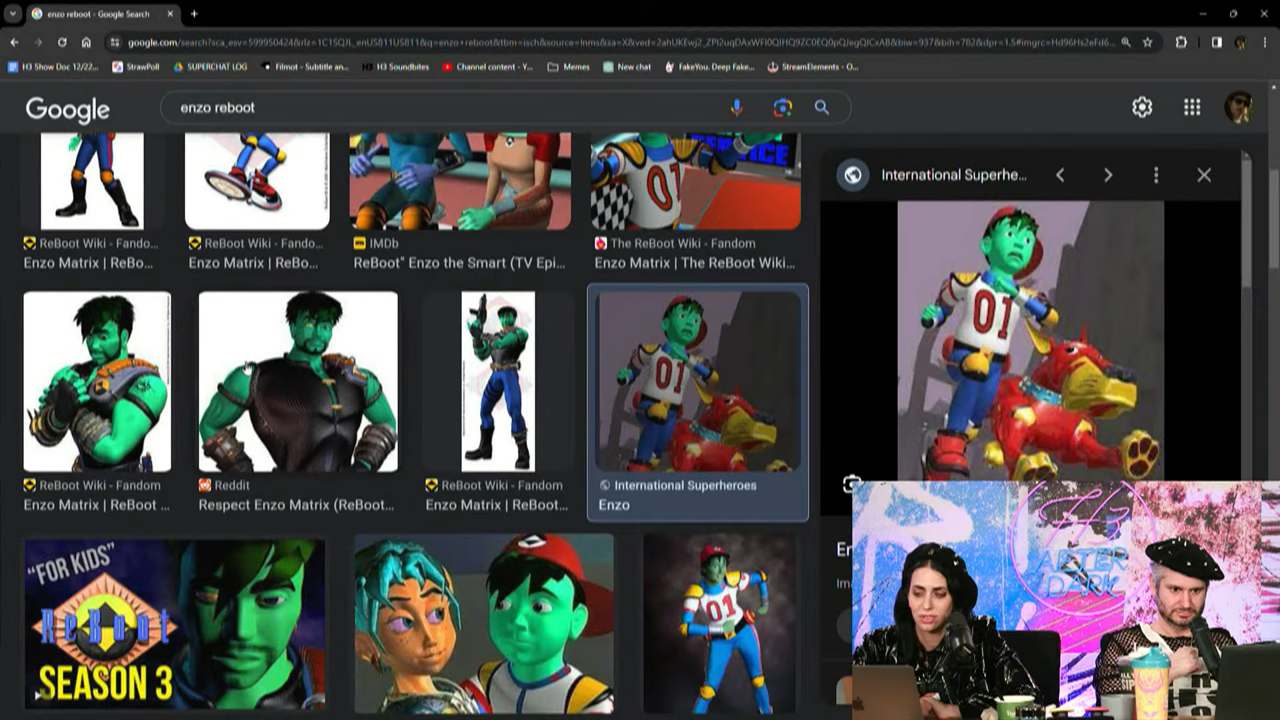 enzo reboot - Google Search
H3 Show Doc 12/22...
StrawPoll
SUPERCHAT LOG
Filmot - Subtitle an...
H3 Soundbites
Channel content - Y...
Memes
New chat
FakeYou. Deep Fake...
StreamElements - O...
Google
enzo reboot
International Superhe...
ReBoot Wiki - Fando...
Enzo Matrix | ReBo...
ReBoot Wiki - Fando...
Enzo Matrix | ReBo...
IMDb
ReBoot" Enzo the Smart (TV Epi...
The ReBoot Wiki - Fandom
Enzo Matrix | The ReBoot Wiki...
01
01
01
ReBoot Wiki - Fandom
Enzo Matrix | ReBoot ...
Reddit
Respect Enzo Matrix (ReBoot...
ReBoot Wiki - Fandom
Enzo Matrix | ReBoot...
International Superheroes
Enzo
"FOR KIDS"
ReBooT
SEASON 3
01
H3
AFTER
DARK